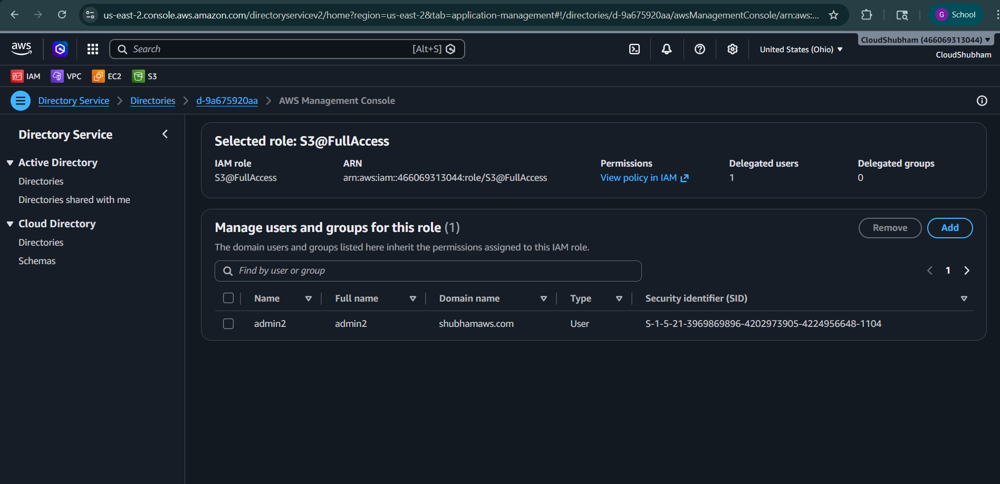 us-east-2.console.aws.amazon.com/directoryservicev2/home?region=us-east-2&tab=application-management#!/directories/d-9a675920aa/awsManagementConsole/arn:aws:...
G School
aws
Search [Alt+S]
United States (Ohio)
CloudShubham (466069313044)
CloudShubham
IAM VPC EC2 S3
Directory Service Directories d-9a675920aa AWS Management Console
Directory Service
Active Directory
Directories
Directories shared with me
Cloud Directory
Directories
Schemas
Selected role: S3@FullAccess
IAM role ARN Permissions Delegated users Delegated groups
S3@FullAccess arn:aws:iam::466069313044:role/S3@FullAccess View policy in IAM 1 0
Manage users and groups for this role (1)
Remove Add
The domain users and groups listed here inherit the permissions assigned to this IAM role.
Find by user or group
1
Name Full name Domain name Type Security identifier (SID)
admin2 admin2 shubhamaws.com User S-1-5-21-3969869896-4202973905-4224956648-1104